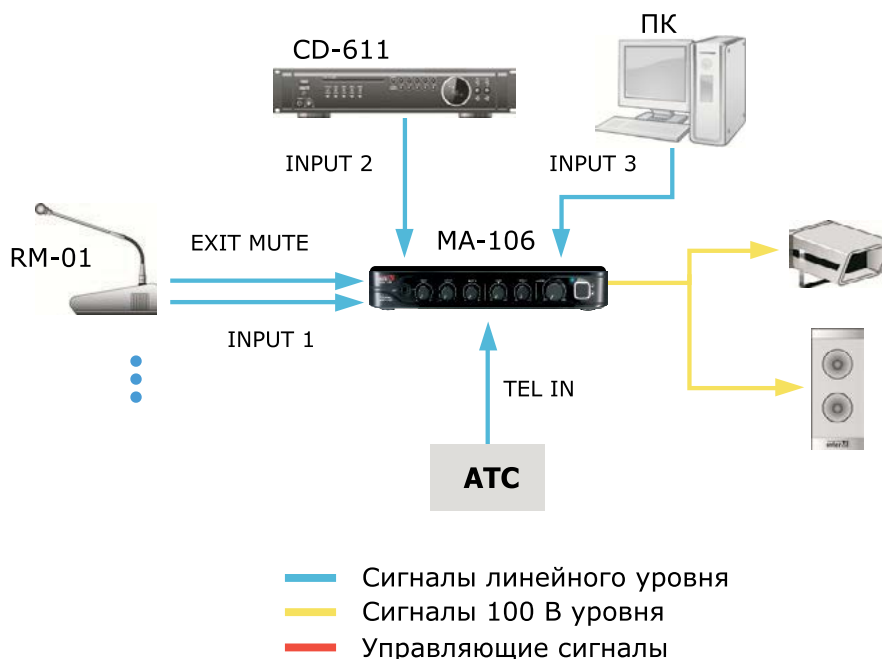 CD-611
ПК
INPUT 2
INPUT 3
EXIT MUTE
MA-106
RM-01
INPUT 1
TEL IN
АТС
Сигналы линейного уровня
Сигналы 100 В уровня
Управляющие сигналы